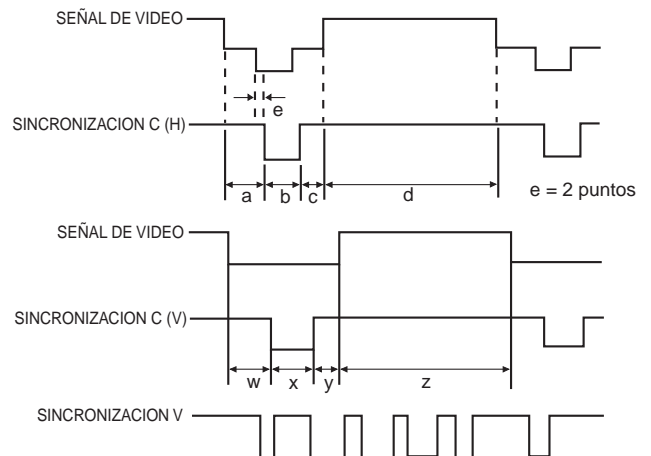 SEÑAL DE VIDEO
e
SINCRONIZACION C (H)
a b c d
e = 2 puntos
SEÑAL DE VIDEO
SINCRONIZACION C (V)
w x y z
SINCRONIZACION V